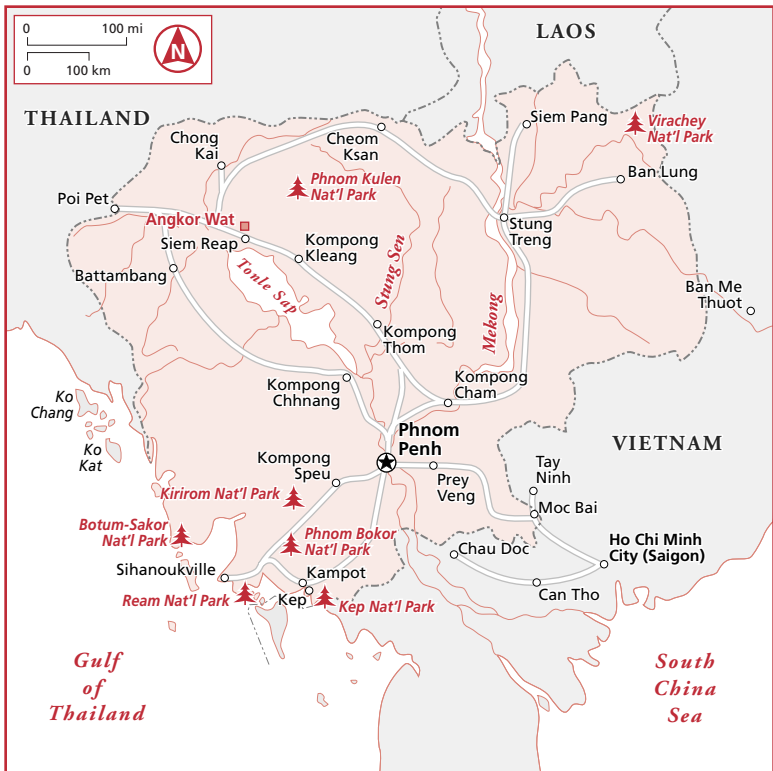 0 100 mi
0 100 km
N
LAOS
THAILAND
Siem Pang
Virachey
Nat'l Park
Chong
Kai
Cheom
Ksan
Phnom Kulen
Nat'l Park
Ban Lung
Poi Pet
Angkor Wat
Siem Reap
Kompong
Kleang
Stung
Treng
Battambang
Tonle Sap
Stung Sen
Mekong
Ban Me
Thuot
Kompong
Thom
Kompong
Chhnang
Kompong
Cham
Ko
Chang
Ko
Kat
Phnom
Penh
VIETNAM
Kompong
Speu
Prey
Veng
Tay
Ninh
Moc Bai
Kirirom Nat'l Park
Botum-Sakor
Nat'l Park
Phnom Bokor
Nat'l Park
Chau Doc
Ho Chi Minh
City (Saigon)
Sihanoukville
Kampot
Can Tho
Ream Nat'l Park
Kep
Kep Nat'l Park
Gulf
of
Thailand
South
China
Sea